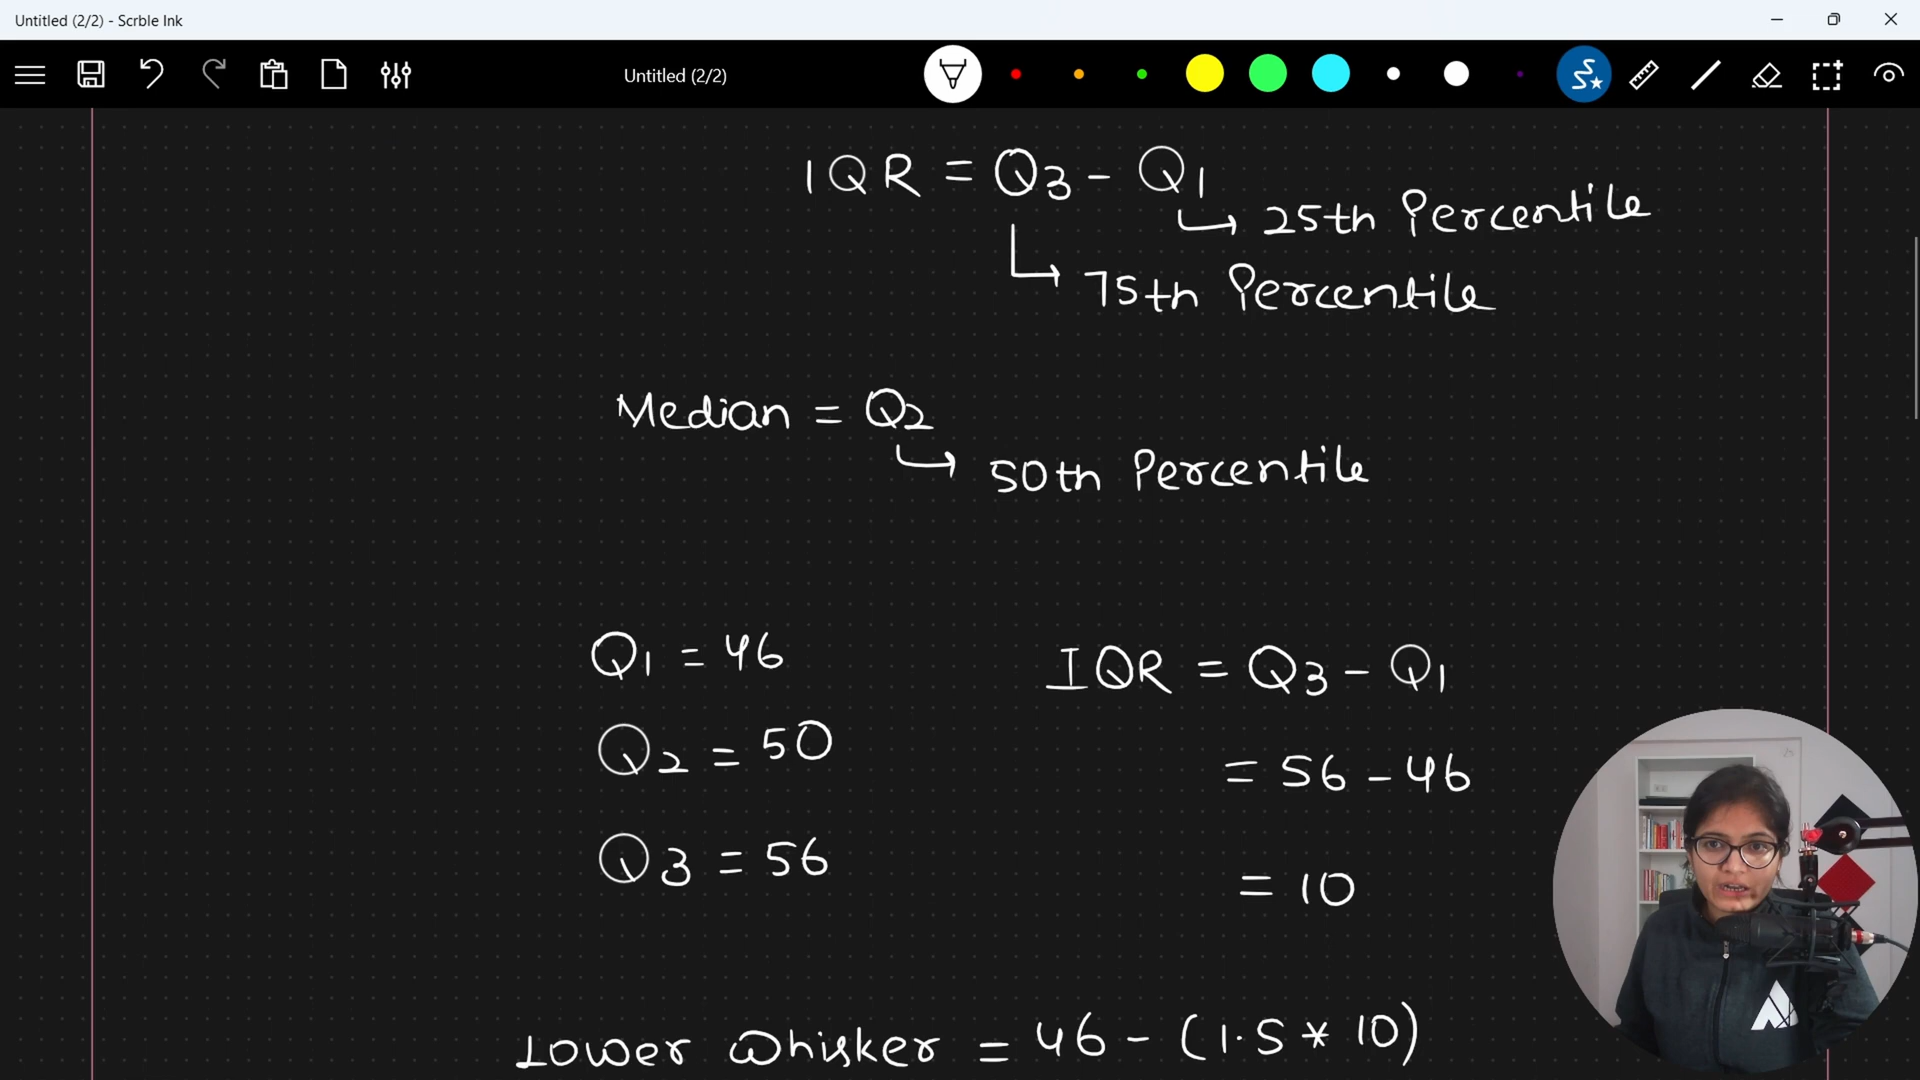 Untitled (2/2) - Scrble Ink
Untitled (2/2)
IQR = Q3 - Q1
25th Percentile
75th Percentile
Median = Q2
50th Percentile
Q1 = 46
Q2 = 50
Q3 = 56
IQR = Q3 - Q1
= 56 - 46
= 10
Lower Whisker = 46 - (1.5 * 10)